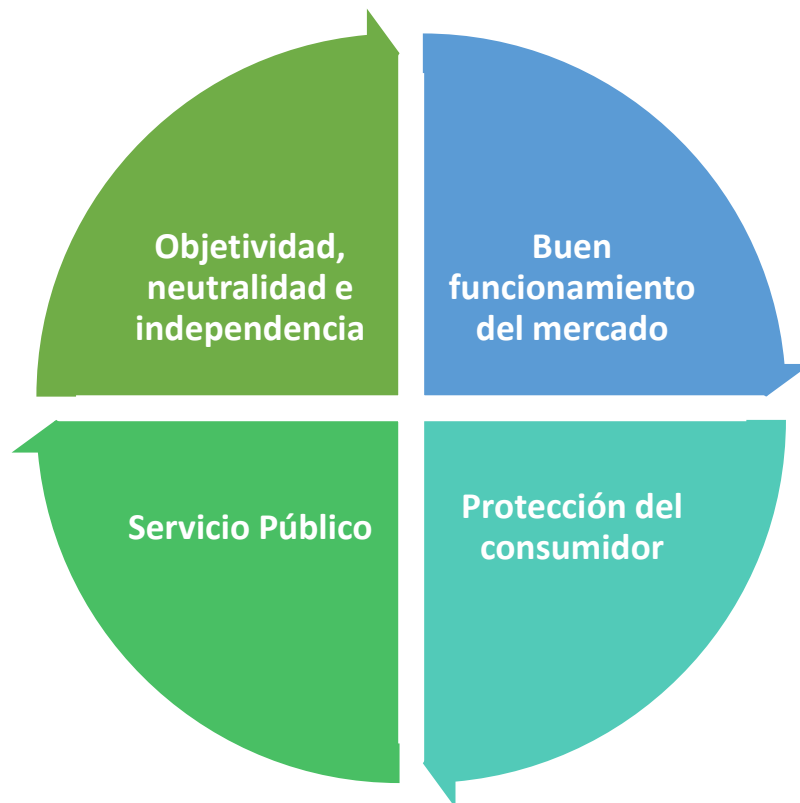 Objetividad,
neutralidad e
independencia
Buen
funcionamiento
del mercado
Servicio Público
Protección del
consumidor